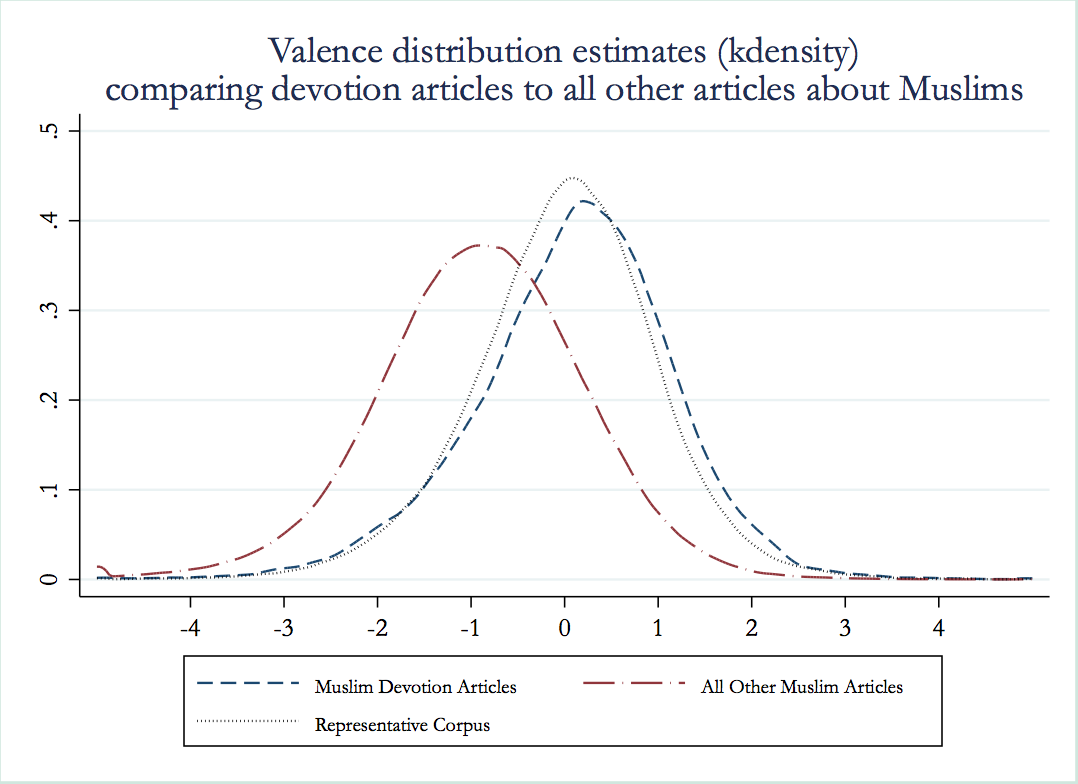 Valence distribution estimates (kdensity)
comparing devotion articles to all other articles about Muslims
.5
.4
.3
.2
.1
0
-4 -3 -2 -1 0 1 2 3 4
Muslim Devotion Articles All Other Muslim Articles
Representative Corpus